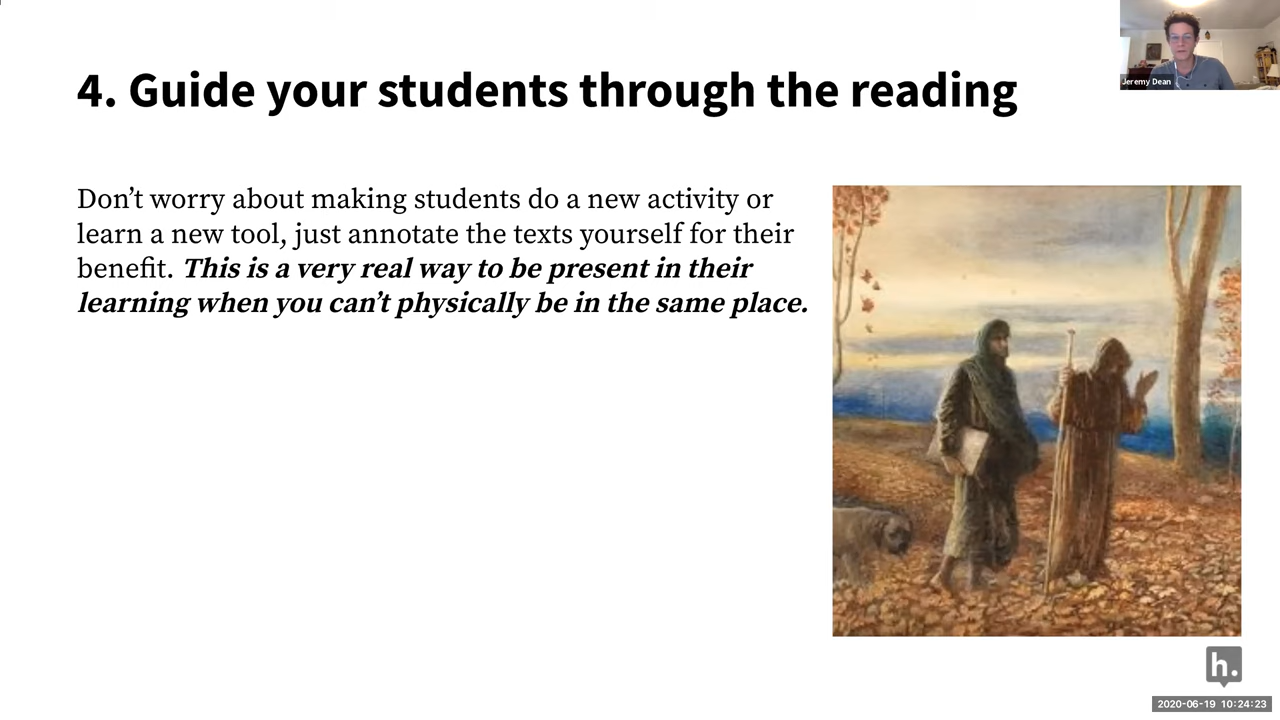 4. Guide your students through the reading
Jeremy Dean
Don’t worry about making students do a new activity or
learn a new tool, just annotate the texts yourself for their
benefit. This is a very real way to be present in their
learning when you can’t physically be in the same place.
h.
2020-06-19 10:24:23